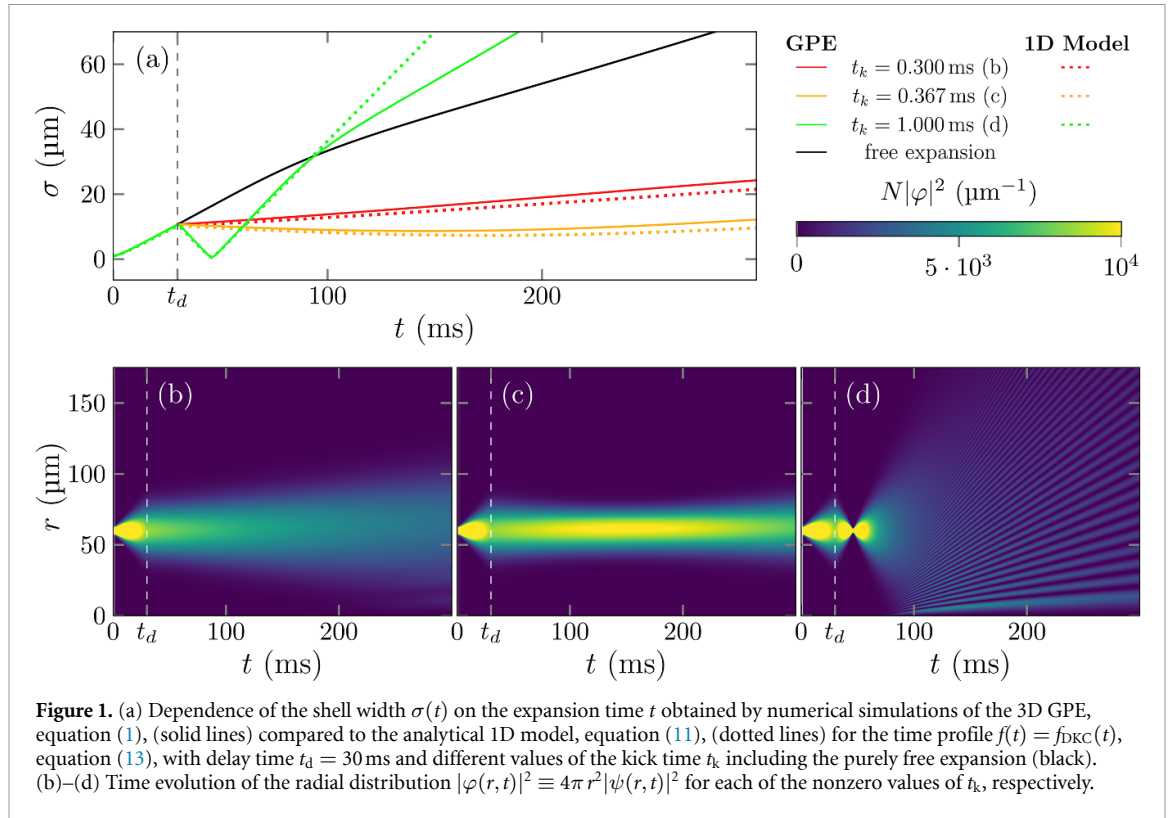 (a)
60
40
20
0
σ (µm)
0
t_d
100
200
t (ms)
GPE 1D Model
t_k = 0.300 ms (b)
t_k = 0.367 ms (c)
t_k = 1.000 ms (d)
free expansion
N|φ|² (µm⁻¹)
0
5 · 10³
10⁴
(b)
(c)
(d)
150
100
50
0
r (µm)
0 t_d 100 200
0 t_d 100 200
0 t_d 100 200
t (ms)
t (ms)
t (ms)
Figure 1. (a) Dependence of the shell width σ(t) on the expansion time t obtained by numerical simulations of the 3D GPE,
equation (1), (solid lines) compared to the analytical 1D model, equation (11), (dotted lines) for the time profile f(t) = f_DKC(t),
equation (13), with delay time t_d = 30 ms and different values of the kick time t_k including the purely free expansion (black).
(b)–(d) Time evolution of the radial distribution |φ(r, t)|² ≡ 4π r²|ψ(r, t)|² for each of the nonzero values of t_k, respectively.